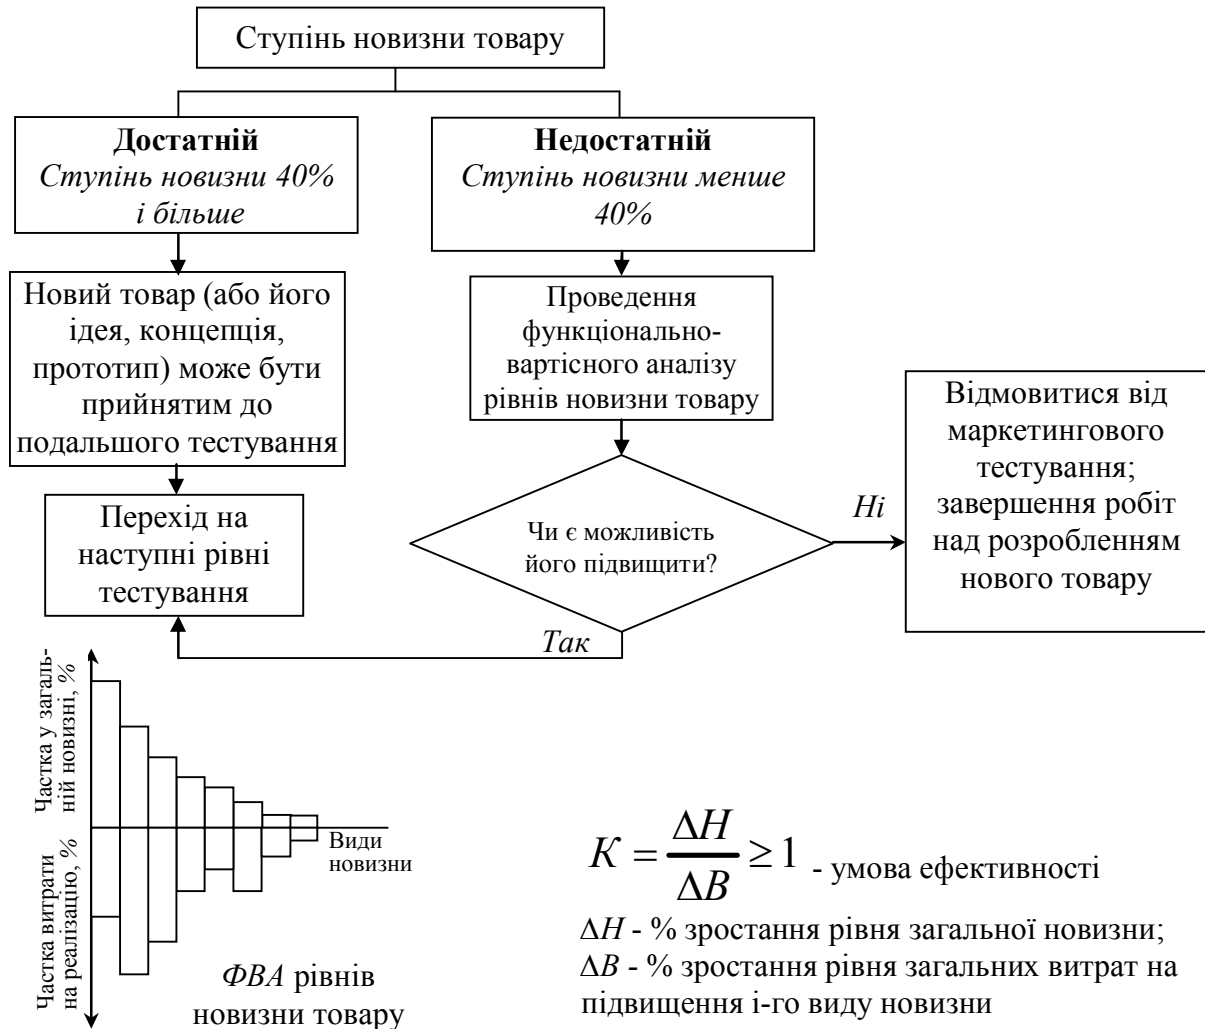 Ступінь новизни товару
Достатній
Ступінь новизни 40%
і більше
Недостатній
Ступінь новизни менше
40%
Новий товар (або його
ідея, концепція,
прототип) може бути
прийнятим до
подальшого тестування
Проведення
функціонально-
вартісного аналізу
рівнів новизни товару
Відмовитися від
маркетингового
тестування;
завершення робіт
над розробленням
нового товару
Перехід на
наступні рівні
тестування
Чи є можливість
його підвищити?
Ні
Так
Частка у загаль-
ній новизні, %
Частка витрати
на реалізацію, %
Види
новизни
ФВА рівнів
новизни товару
K = ΔH / ΔB ≥ 1 - умова ефективності
ΔH - % зростання рівня загальної новизни;
ΔB - % зростання рівня загальних витрат на
підвищення і-го виду новизни